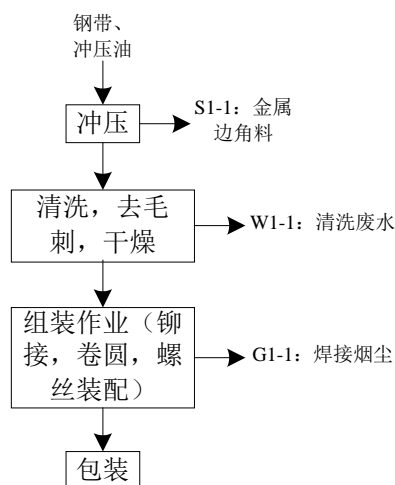 钢带、
冲压油
冲压
S1-1：金属
边角料
清洗，去毛
刺，干燥
W1-1：清洗废水
组装作业（铆
接，卷圆，螺
丝装配）
G1-1：焊接烟尘
包装